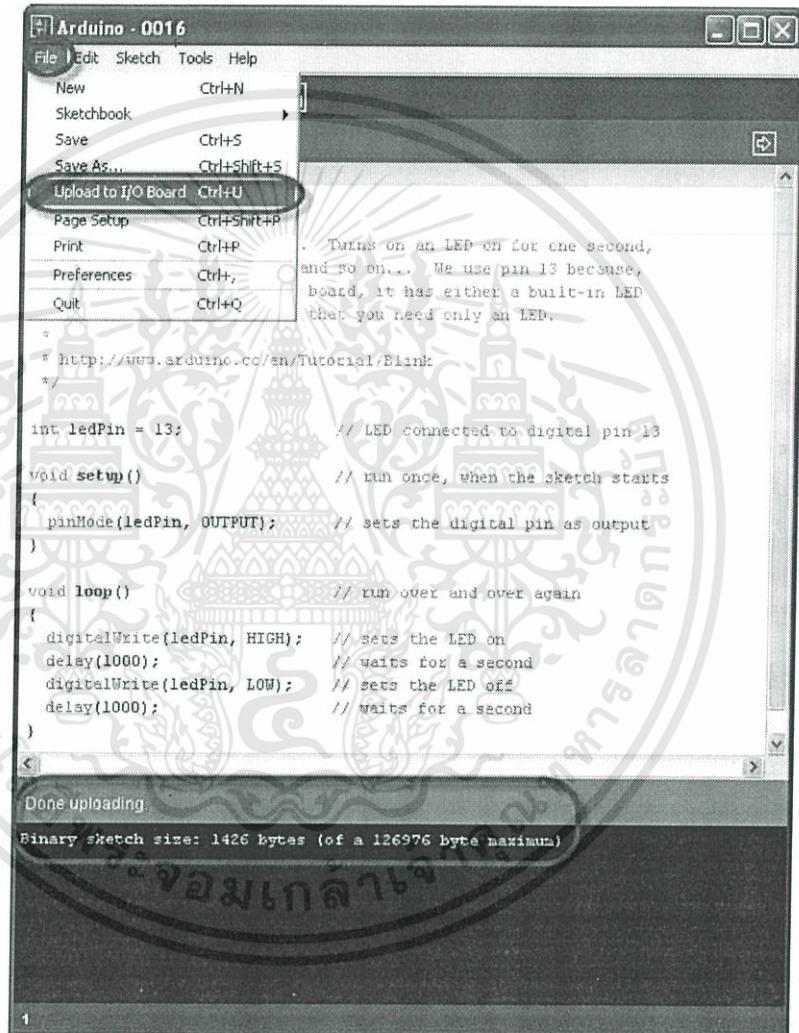 Arduino - 0016
File Edit Sketch Tools Help
New Ctrl+N
Sketchbook
Save Ctrl+S
Save As... Ctrl+Shift+S
Upload to I/O Board Ctrl+U
Page Setup Ctrl+Shift+P
Print Ctrl+P
Preferences Ctrl+,
Quit Ctrl+Q
. Turns on an LED on for one second,
and so on... We use pin 13 because,
board, it has either a built-in LED
that you need only an LED.
*
* http://www.arduino.cc/en/Tutorial/Blink
*/
int ledPin = 13; // LED connected to digital pin 13
void setup() // run once, when the sketch starts
{
pinMode(ledPin, OUTPUT); // sets the digital pin as output
}
void loop() // run over and over again
{
digitalWrite(ledPin, HIGH); // sets the LED on
delay(1000); // waits for a second
digitalWrite(ledPin, LOW); // sets the LED off
delay(1000); // waits for a second
}
Done uploading.
Binary sketch size: 1426 bytes (of a 126976 byte maximum)
1